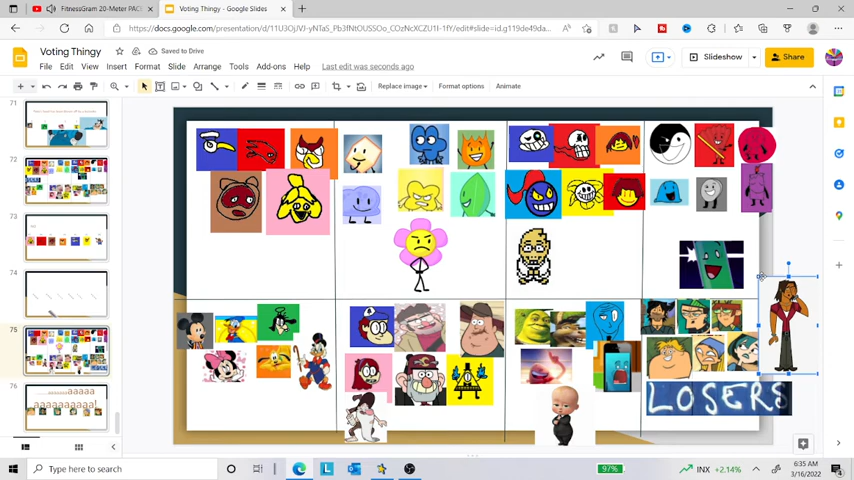 FitnessGram 20-Meter PAC
Voting Thingy - Google Slides
https://docs.google.com/presentation/d/11U3OjVJ-yNTaS_Pb3fNtOUSSOo_COzNcXZCU1I-1fY/edit#slide=id.g119de49da...
Voting Thingy
Saved to Drive
File Edit View Insert Format Slide Arrange Tools Add-ons Help
Last edit was seconds ago
Slideshow
Share
Replace image
Format options
Animate
71
72
73
74
75
76
LOSERS
Type here to search
97%
INX +2.14%
6:35 AM
3/16/2022
4